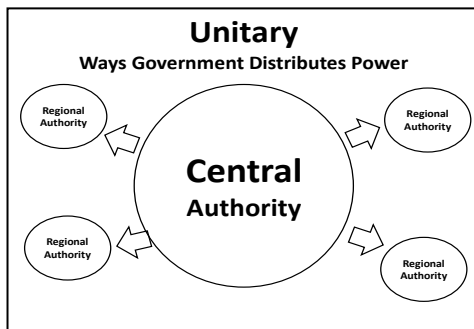 Unitary
Ways Government Distributes Power
Regional
Authority
Regional
Authority
Central
Authority
Regional
Authority
Regional
Authority